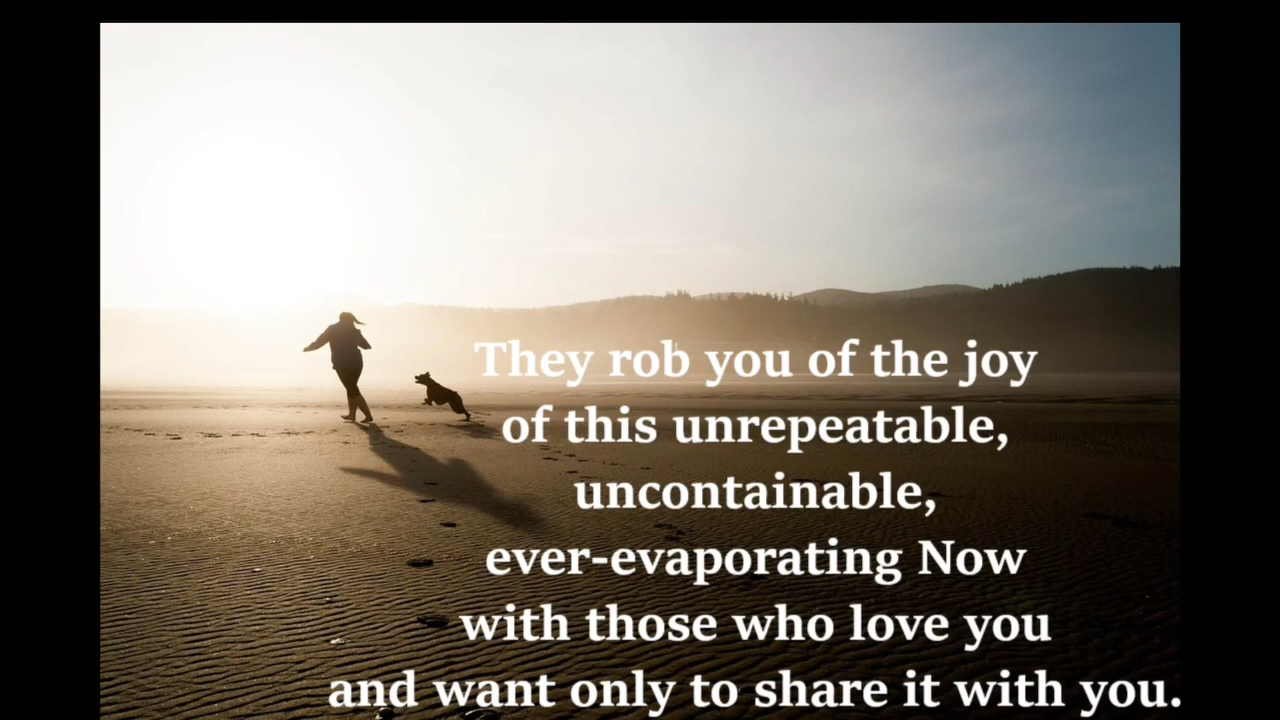 They rob you of the joy
of this unrepeatable,
uncontainable,
ever-evaporating Now
with those who love you
and want only to share it with you.